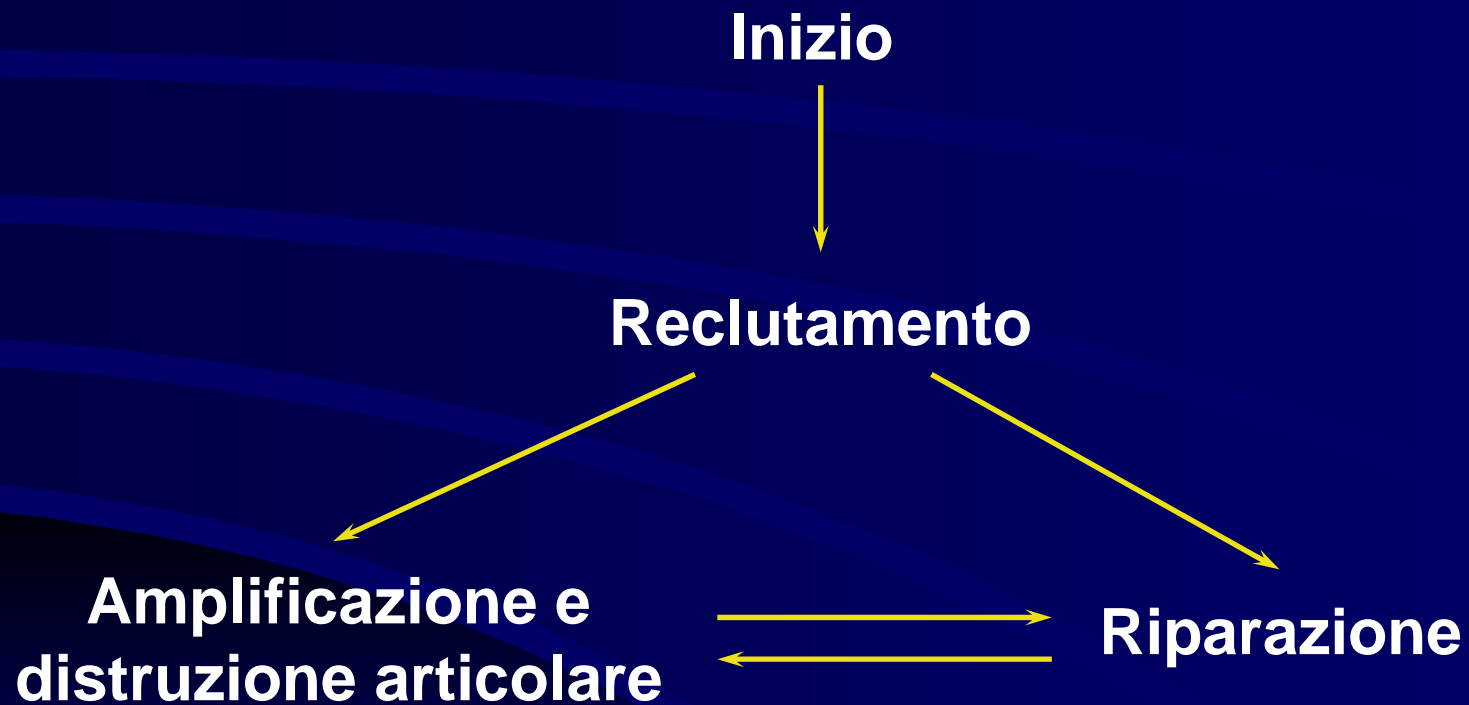 Inizio
Reclutamento
Amplificazione e
distruzione articolare
Riparazione